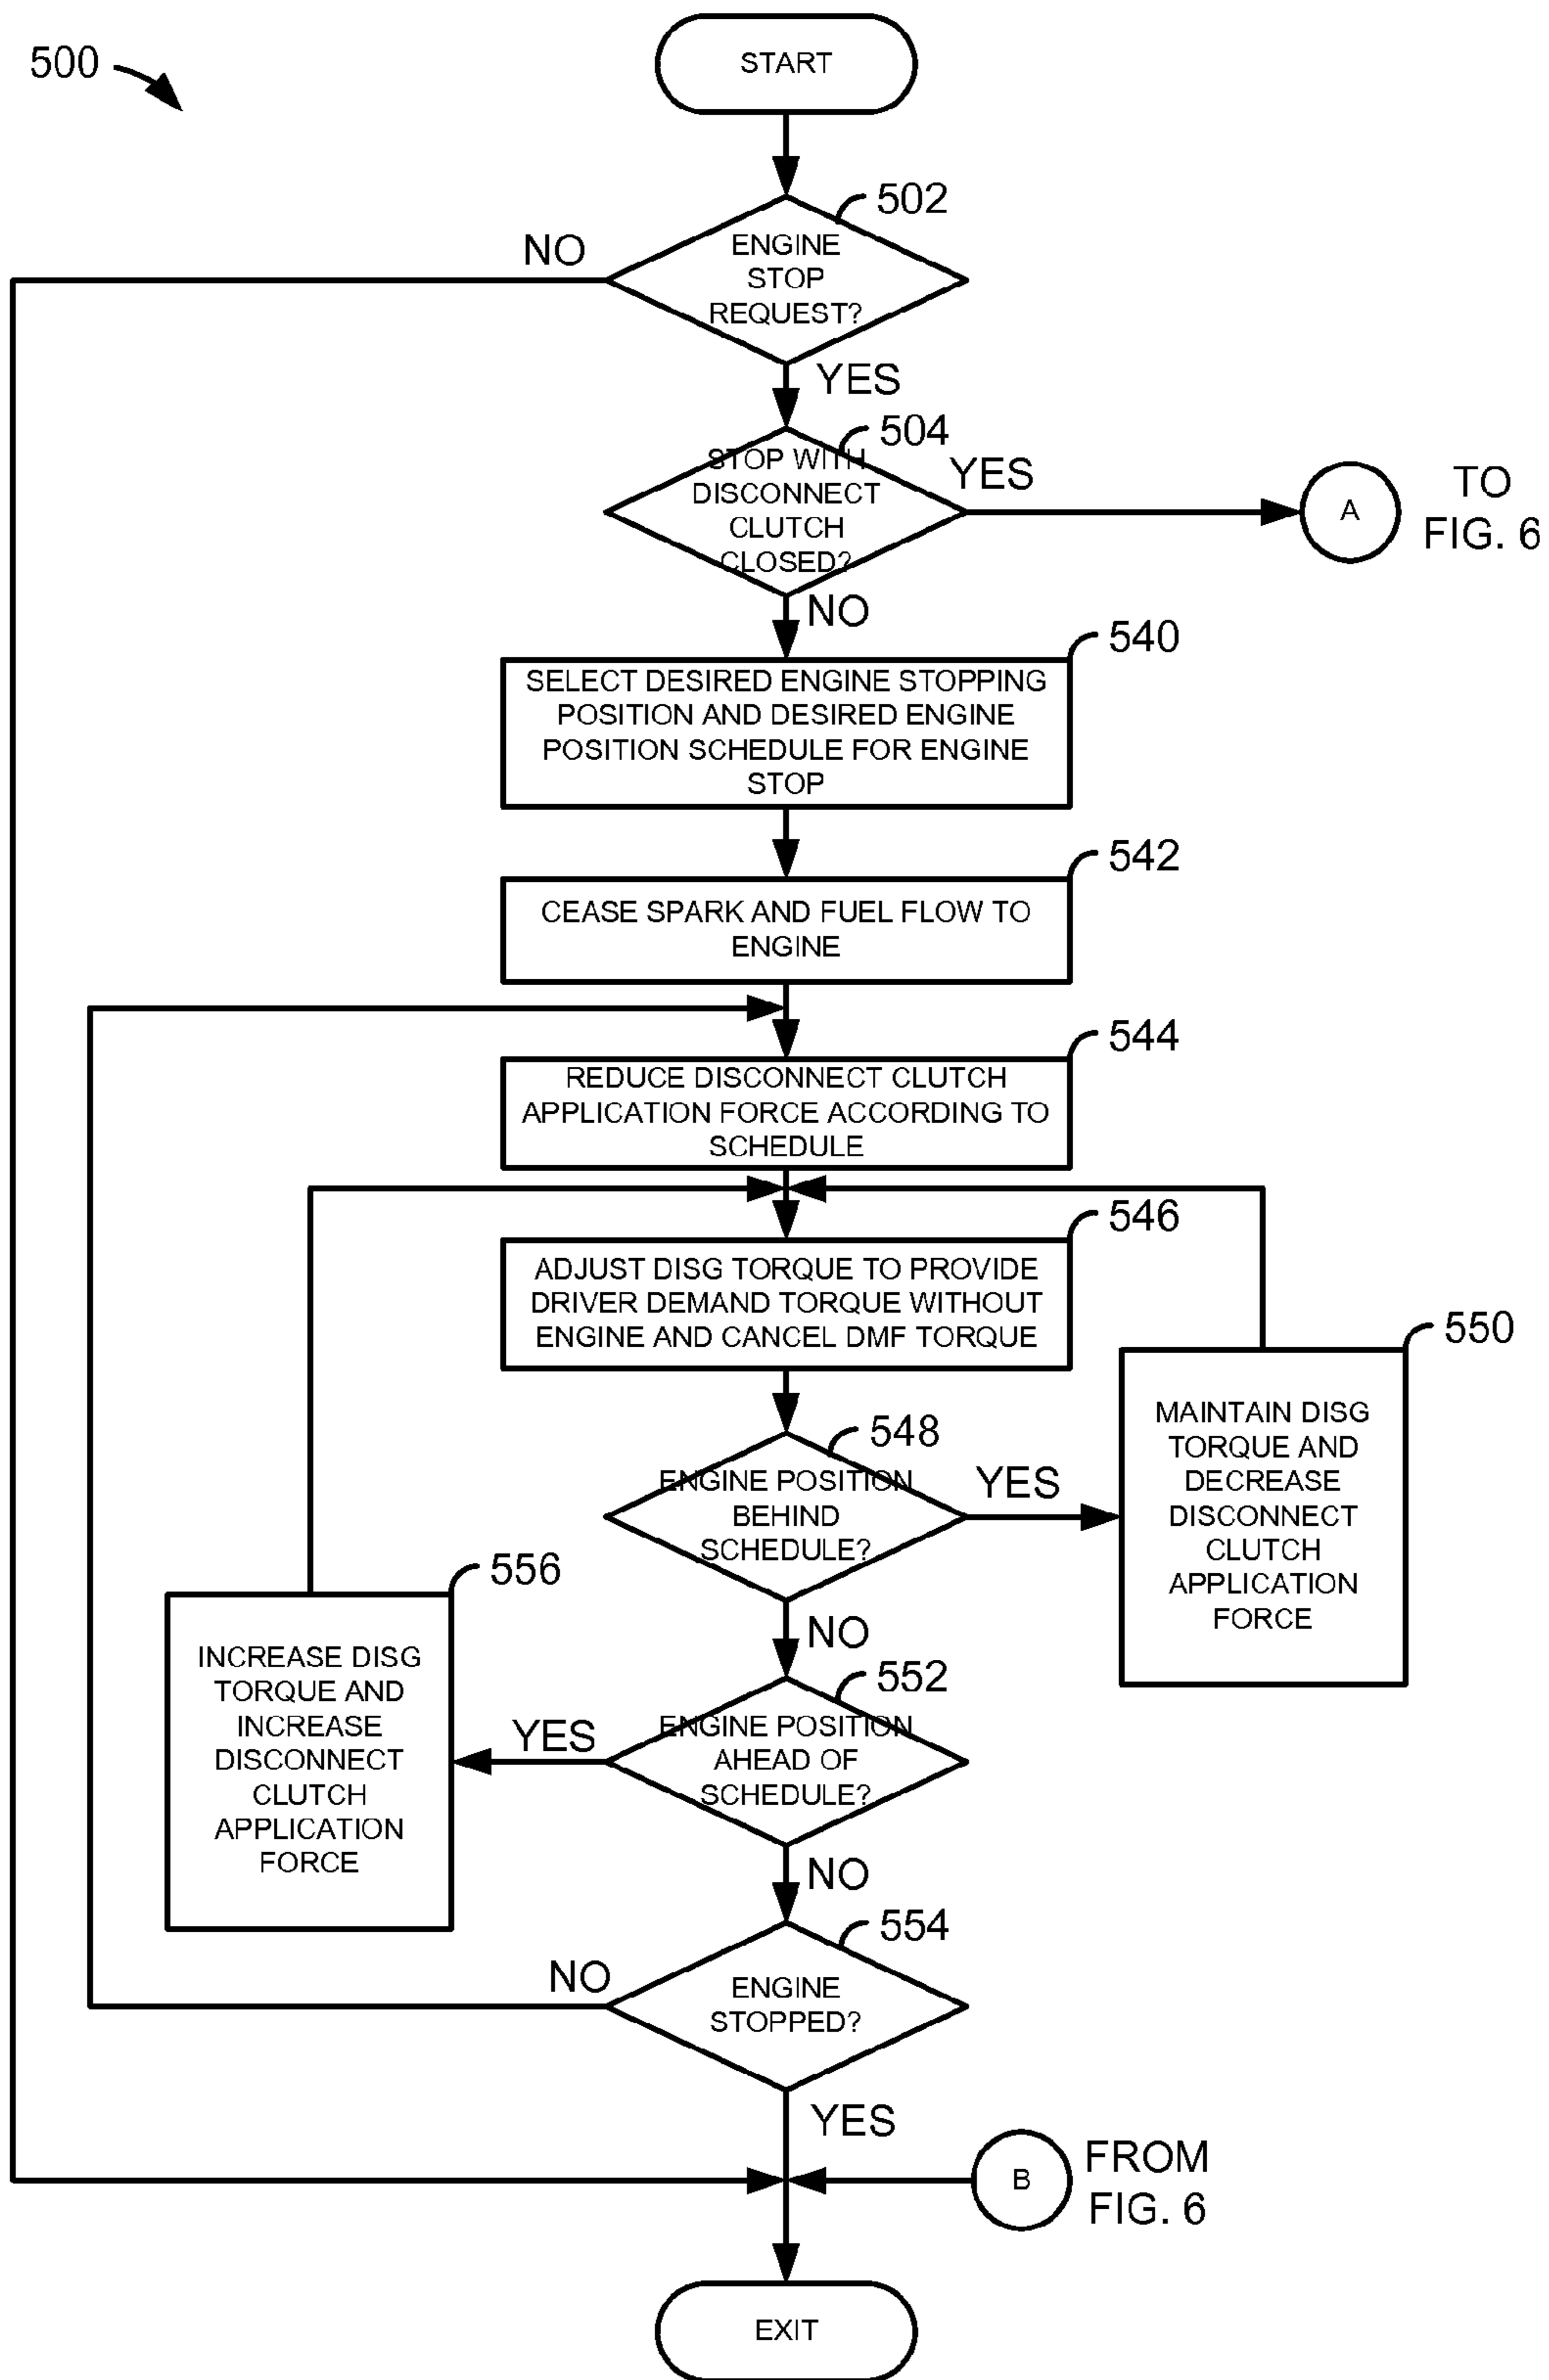 START
500
502
NO
ENGINE
STOP
REQUEST?
YES
504
STOP WITH
DISCONNECT
CLUTCH
CLOSED?
YES
A
TO
FIG. 6
NO
540
SELECT DESIRED ENGINE STOPPING
POSITION AND DESIRED ENGINE
POSITION SCHEDULE FOR ENGINE
STOP
542
CEASE SPARK AND FUEL FLOW TO
ENGINE
544
REDUCE DISCONNECT CLUTCH
APPLICATION FORCE ACCORDING TO
SCHEDULE
546
ADJUST DISG TORQUE TO PROVIDE
DRIVER DEMAND TORQUE WITHOUT
ENGINE AND CANCEL DMF TORQUE
550
MAINTAIN DISG
TORQUE AND
DECREASE
DISCONNECT
CLUTCH
APPLICATION
FORCE
548
ENGINE POSITION
BEHIND
SCHEDULE?
YES
NO
556
INCREASE DISG
TORQUE AND
INCREASE
DISCONNECT
CLUTCH
APPLICATION
FORCE
552
ENGINE POSITION
AHEAD OF
SCHEDULE?
YES
NO
554
ENGINE
STOPPED?
NO
YES
B
FROM
FIG. 6
EXIT